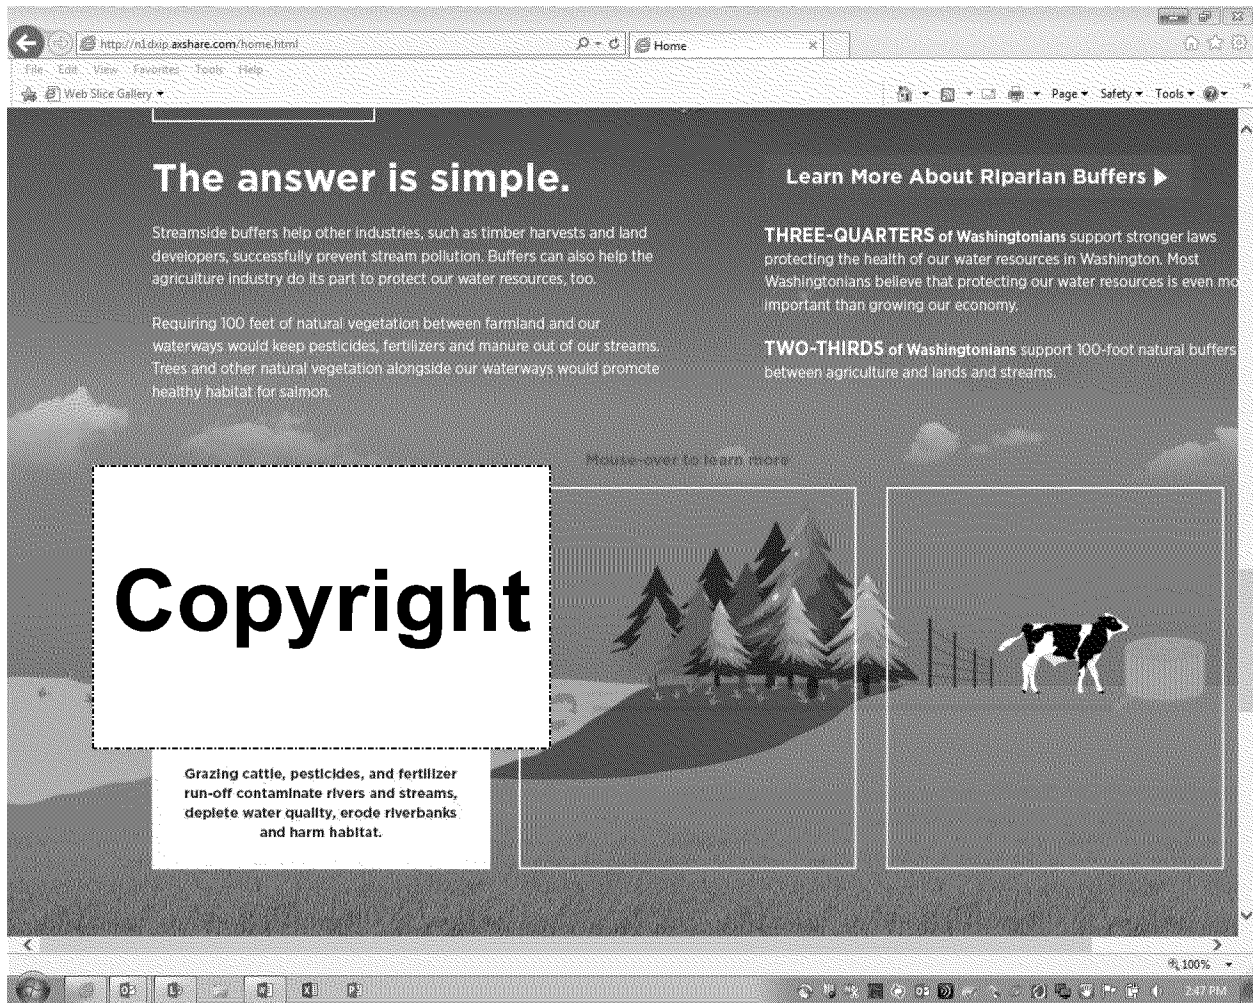 http://n1dxip.axshare.com/home.html
Home
File Edit View Favorites Tools Help
Web Slice Gallery
Page Safety Tools
The answer is simple.
Streamside buffers help other industries, such as timber harvests and land
developers, successfully prevent stream pollution. Buffers can also help the
agriculture industry do its part to protect our water resources, too.
Requiring 100 feet of natural vegetation between farmland and our
waterways would keep pesticides, fertilizers and manure out of our streams.
Trees and other natural vegetation alongside our waterways would promote
healthy habitat for salmon.
Learn More About Riparian Buffers
THREE-QUARTERS of Washingtonians support stronger laws
protecting the health of our water resources in Washington. Most
Washingtonians believe that protecting our water resources is even mo
important than growing our economy.
TWO-THIRDS of Washingtonians support 100-foot natural buffers
between agriculture and lands and streams.
Mouse-over to learn more
Copyright
Grazing cattle, pesticides, and fertilizer
run-off contaminate rivers and streams,
deplete water quality, erode riverbanks
and harm habitat.
100%
2:47 PM